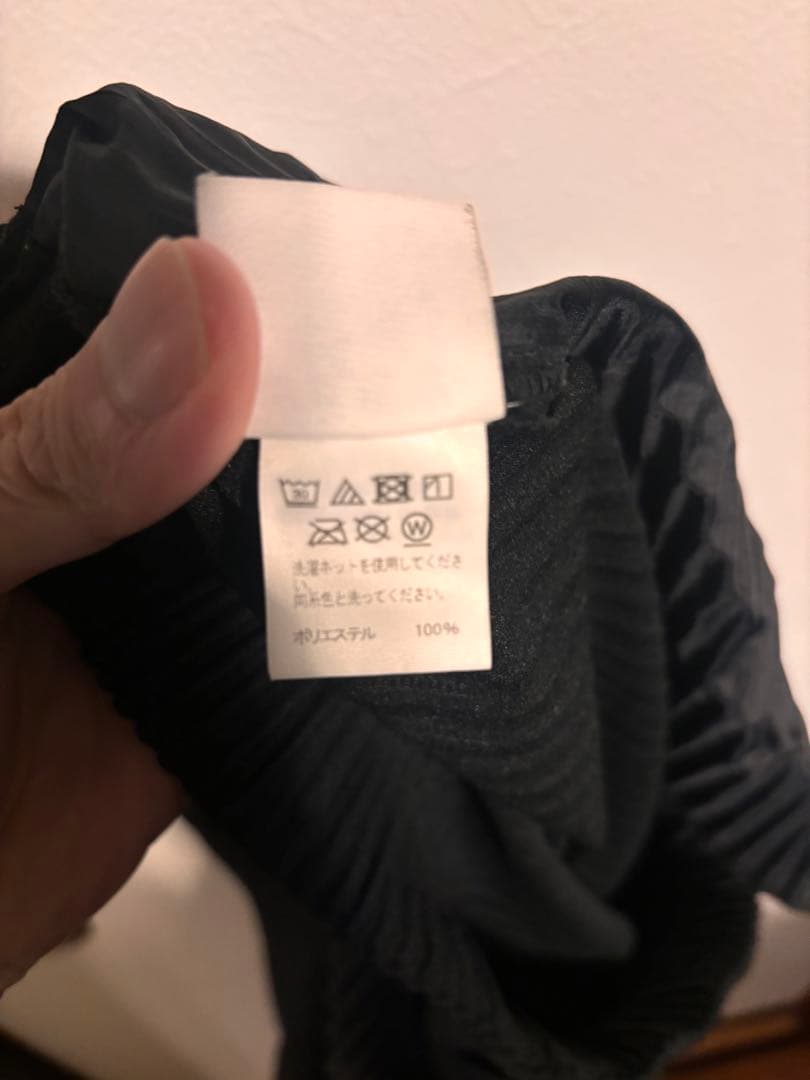 30
W
洗濯ネットを使用してくださ
い。
同系色と洗ってください。
ポリエステル 100%